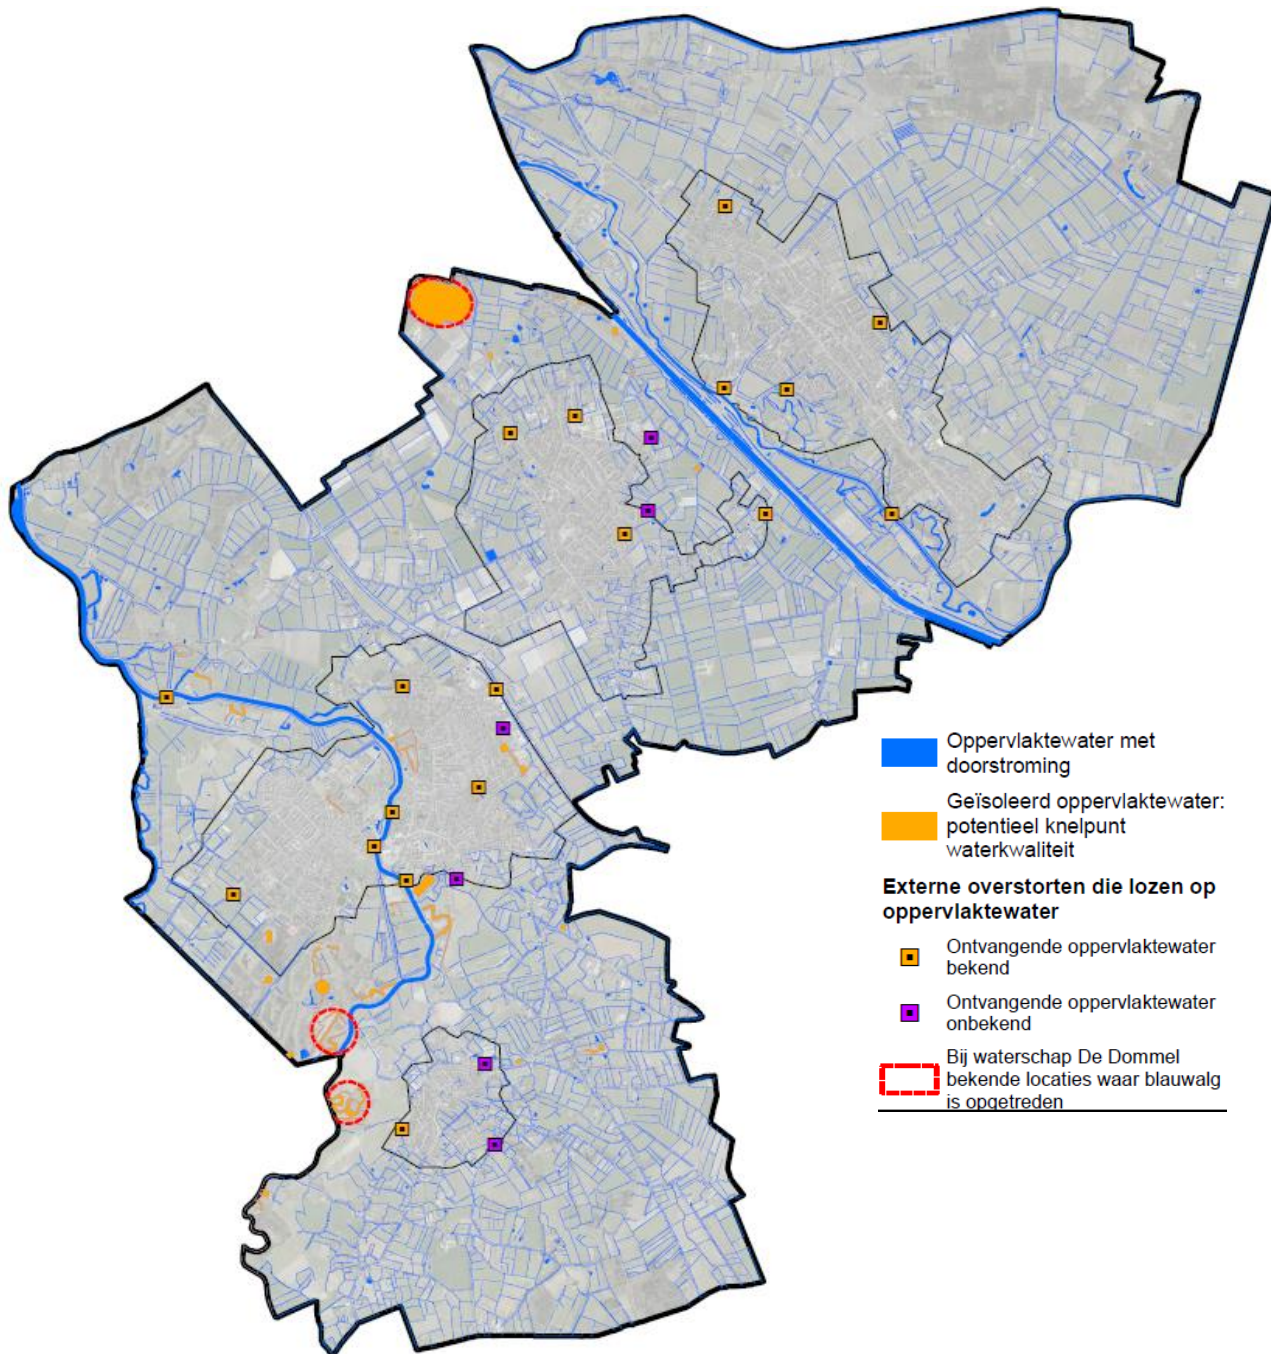 Oppervlaktewater met
doorstroming
Geïsoleerd oppervlaktewater:
potentieel knelpunt
waterkwaliteit
Externe overstorten die lozen op
oppervlaktewater
Ontvangende oppervlaktewater
bekend
Ontvangende oppervlaktewater
onbekend
Bij waterschap De Dommel
bekende locaties waar blauwalg
is opgetreden